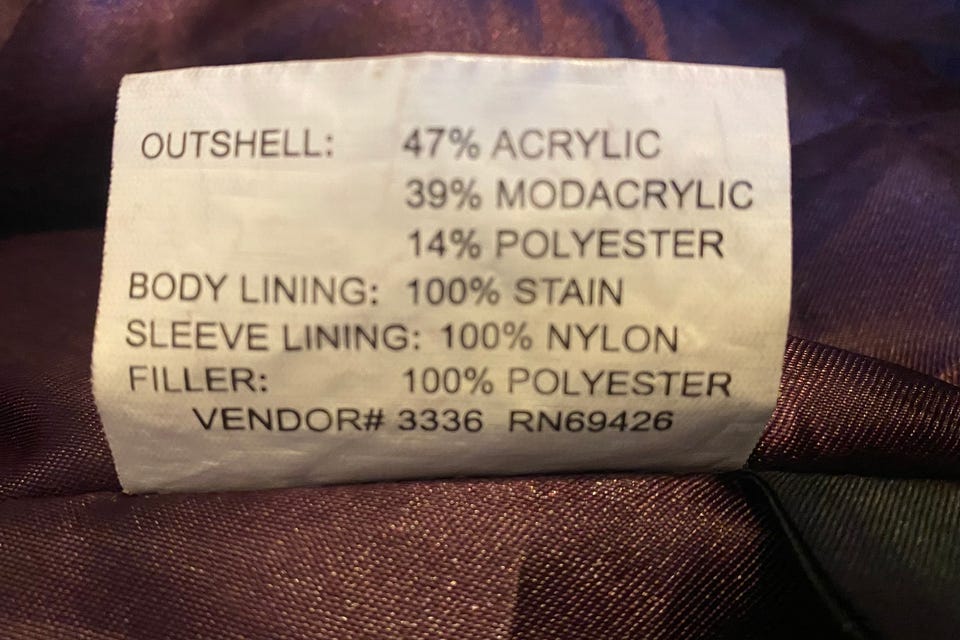 OUTSHELL: 47% ACRYLIC
39% MODACRYLIC
14% POLYESTER
BODY LINING: 100% STAIN
SLEEVE LINING: 100% NYLON
FILLER: 100% POLYESTER
VENDOR# 3336 RN69426